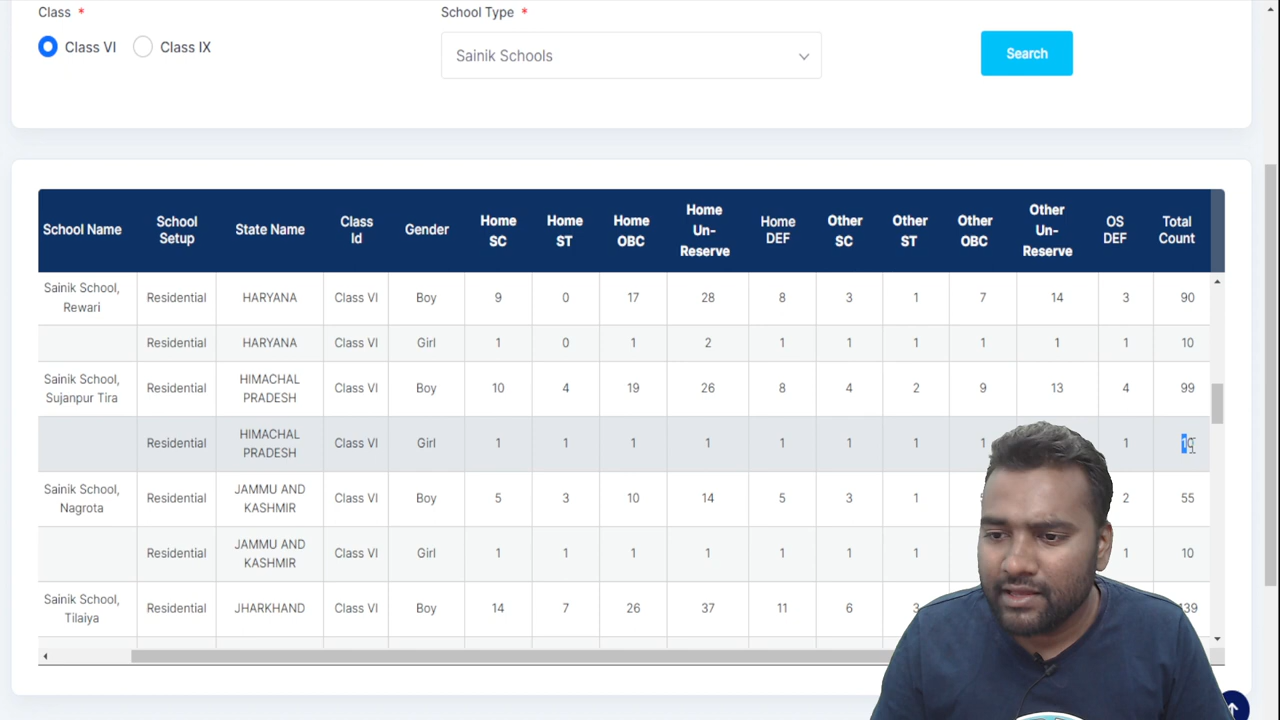 Class *
School Type *
Class VI
Class IX
Sainik Schools
Search
School Name School Setup State Name Class Id Gender Home SC Home ST Home OBC Home Un-Reserve Home DEF Other SC Other ST Other OBC Other Un-Reserve OS DEF Total Count
Sainik School, Rewari Residential HARYANA Class VI Boy 9 0 17 28 8 3 1 7 14 3 90
Residential HARYANA Class VI Girl 1 0 1 2 1 1 1 1 1 1 10
Sainik School, Sujanpur Tira Residential HIMACHAL PRADESH Class VI Boy 10 4 19 26 8 4 2 9 13 4 99
Residential HIMACHAL PRADESH Class VI Girl 1 1 1 1 1 1 1 1 1 10
Sainik School, Nagrota Residential JAMMU AND KASHMIR Class VI Boy 5 3 10 14 5 3 1 2 55
Residential JAMMU AND KASHMIR Class VI Girl 1 1 1 1 1 1 1 1 10
Sainik School, Tilaiya Residential JHARKHAND Class VI Boy 14 7 26 37 11 6 3 139